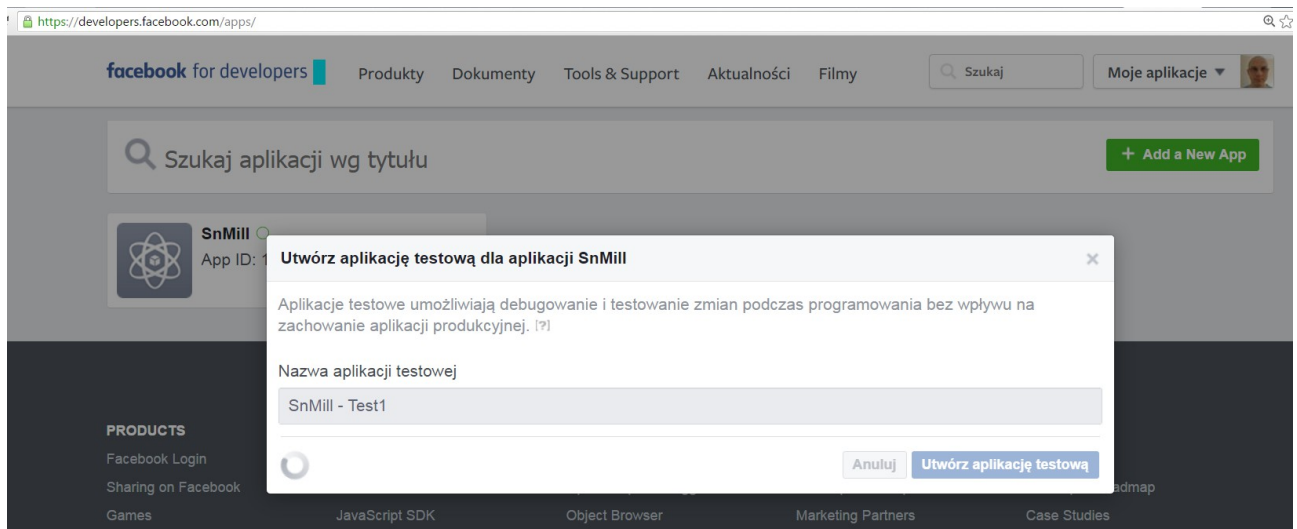 https://developers.facebook.com/apps/
facebook for developers Produkty Dokumenty Tools & Support Aktualności Filmy Szukaj Moje aplikacje
Szukaj aplikacji wg tytułu + Add a New App
SnMill
App ID: 1
Utwórz aplikację testową dla aplikacji SnMill
Aplikacje testowe umożliwiają debugowanie i testowanie zmian podczas programowania bez wpływu na
zachowanie aplikacji produkcyjnej. [?]
Nazwa aplikacji testowej
SnMill - Test1
Anuluj Utwórz aplikację testową
PRODUCTS
Facebook Login
Sharing on Facebook
Games JavaScript SDK Object Browser Marketing Partners Case Studies